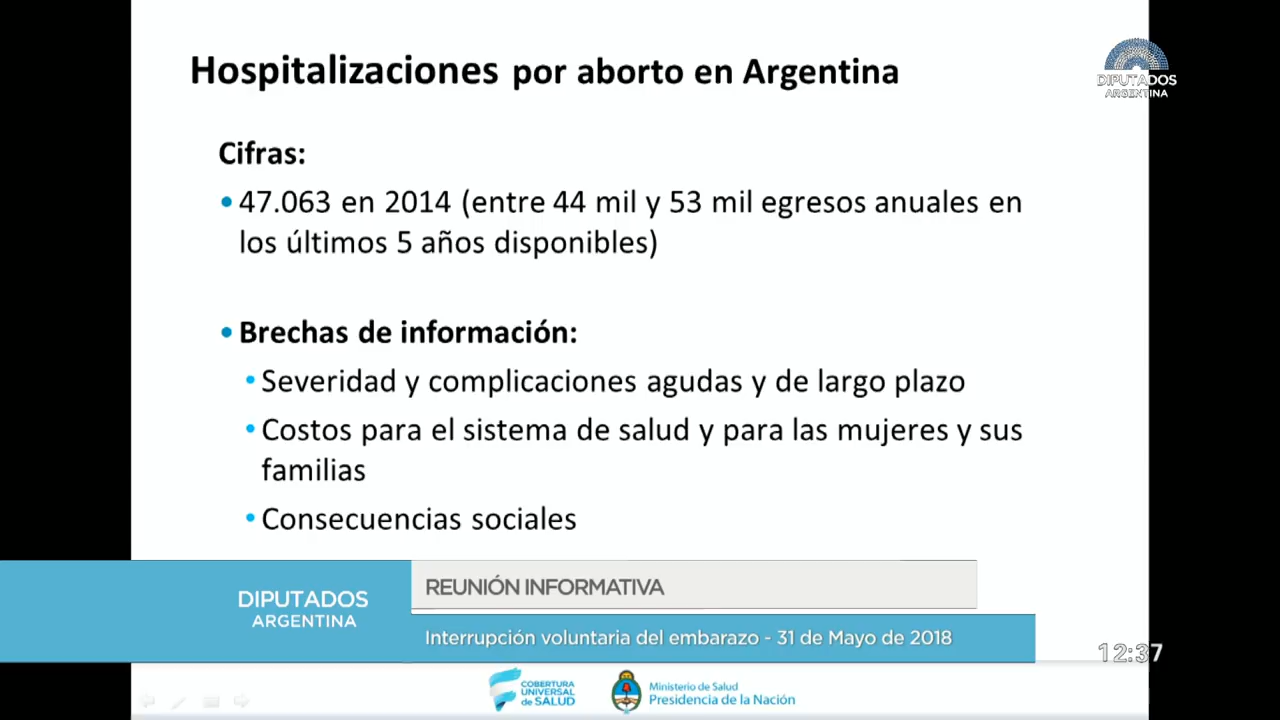 Hospitalizaciones por aborto en Argentina
DIPUTADOS
ARGENTINA
Cifras:
•47.063 en 2014 (entre 44 mil y 53 mil egresos anuales en
los últimos 5 años disponibles)
•Brechas de información:
•Severidad y complicaciones agudas y de largo plazo
•Costos para el sistema de salud y para las mujeres y sus
familias
•Consecuencias sociales
DIPUTADOS
ARGENTINA
REUNIÓN INFORMATIVA
Interrupción voluntaria del embarazo - 31 de Mayo de 2018
12:37
COBERTURA
UNIVERSAL
de SALUD
Ministerio de Salud
Presidencia de la Nación